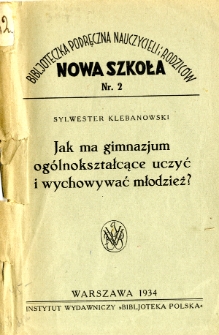 BIBLJOTECZKA PODRĘCZNA NAUCZYCIELI i RODZICÓW
NOWA SZKOŁA
Nr. 2
SYLWESTER KLEBANOWSKI
Jak ma gimnazjum
ogólnokształcące uczyć
i wychowywać młodzież?
WARSZAWA 1934
INSTYTUT WYDAWNICZY »BIBLJOTEKA POLSKA«